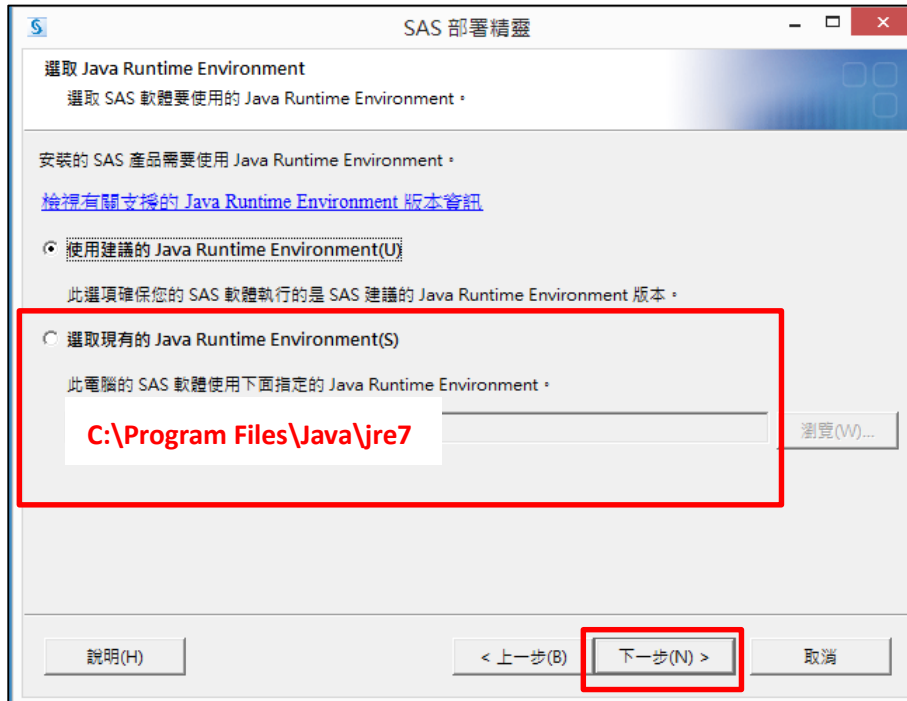 SAS 部署精靈
選取 Java Runtime Environment
選取 SAS 軟體要使用的 Java Runtime Environment。
安裝的 SAS 產品需要使用 Java Runtime Environment。
檢視有關支援的 Java Runtime Environment 版本資訊
使用建議的 Java Runtime Environment(U)
此選項確保您的 SAS 軟體執行的是 SAS 建議的 Java Runtime Environment 版本。
選取現有的 Java Runtime Environment(S)
此電腦的 SAS 軟體使用下面指定的 Java Runtime Environment。
C:\Program Files\Java\jre7
瀏覽(W)...
說明(H)
< 上一步(B)
下一步(N) >
取消